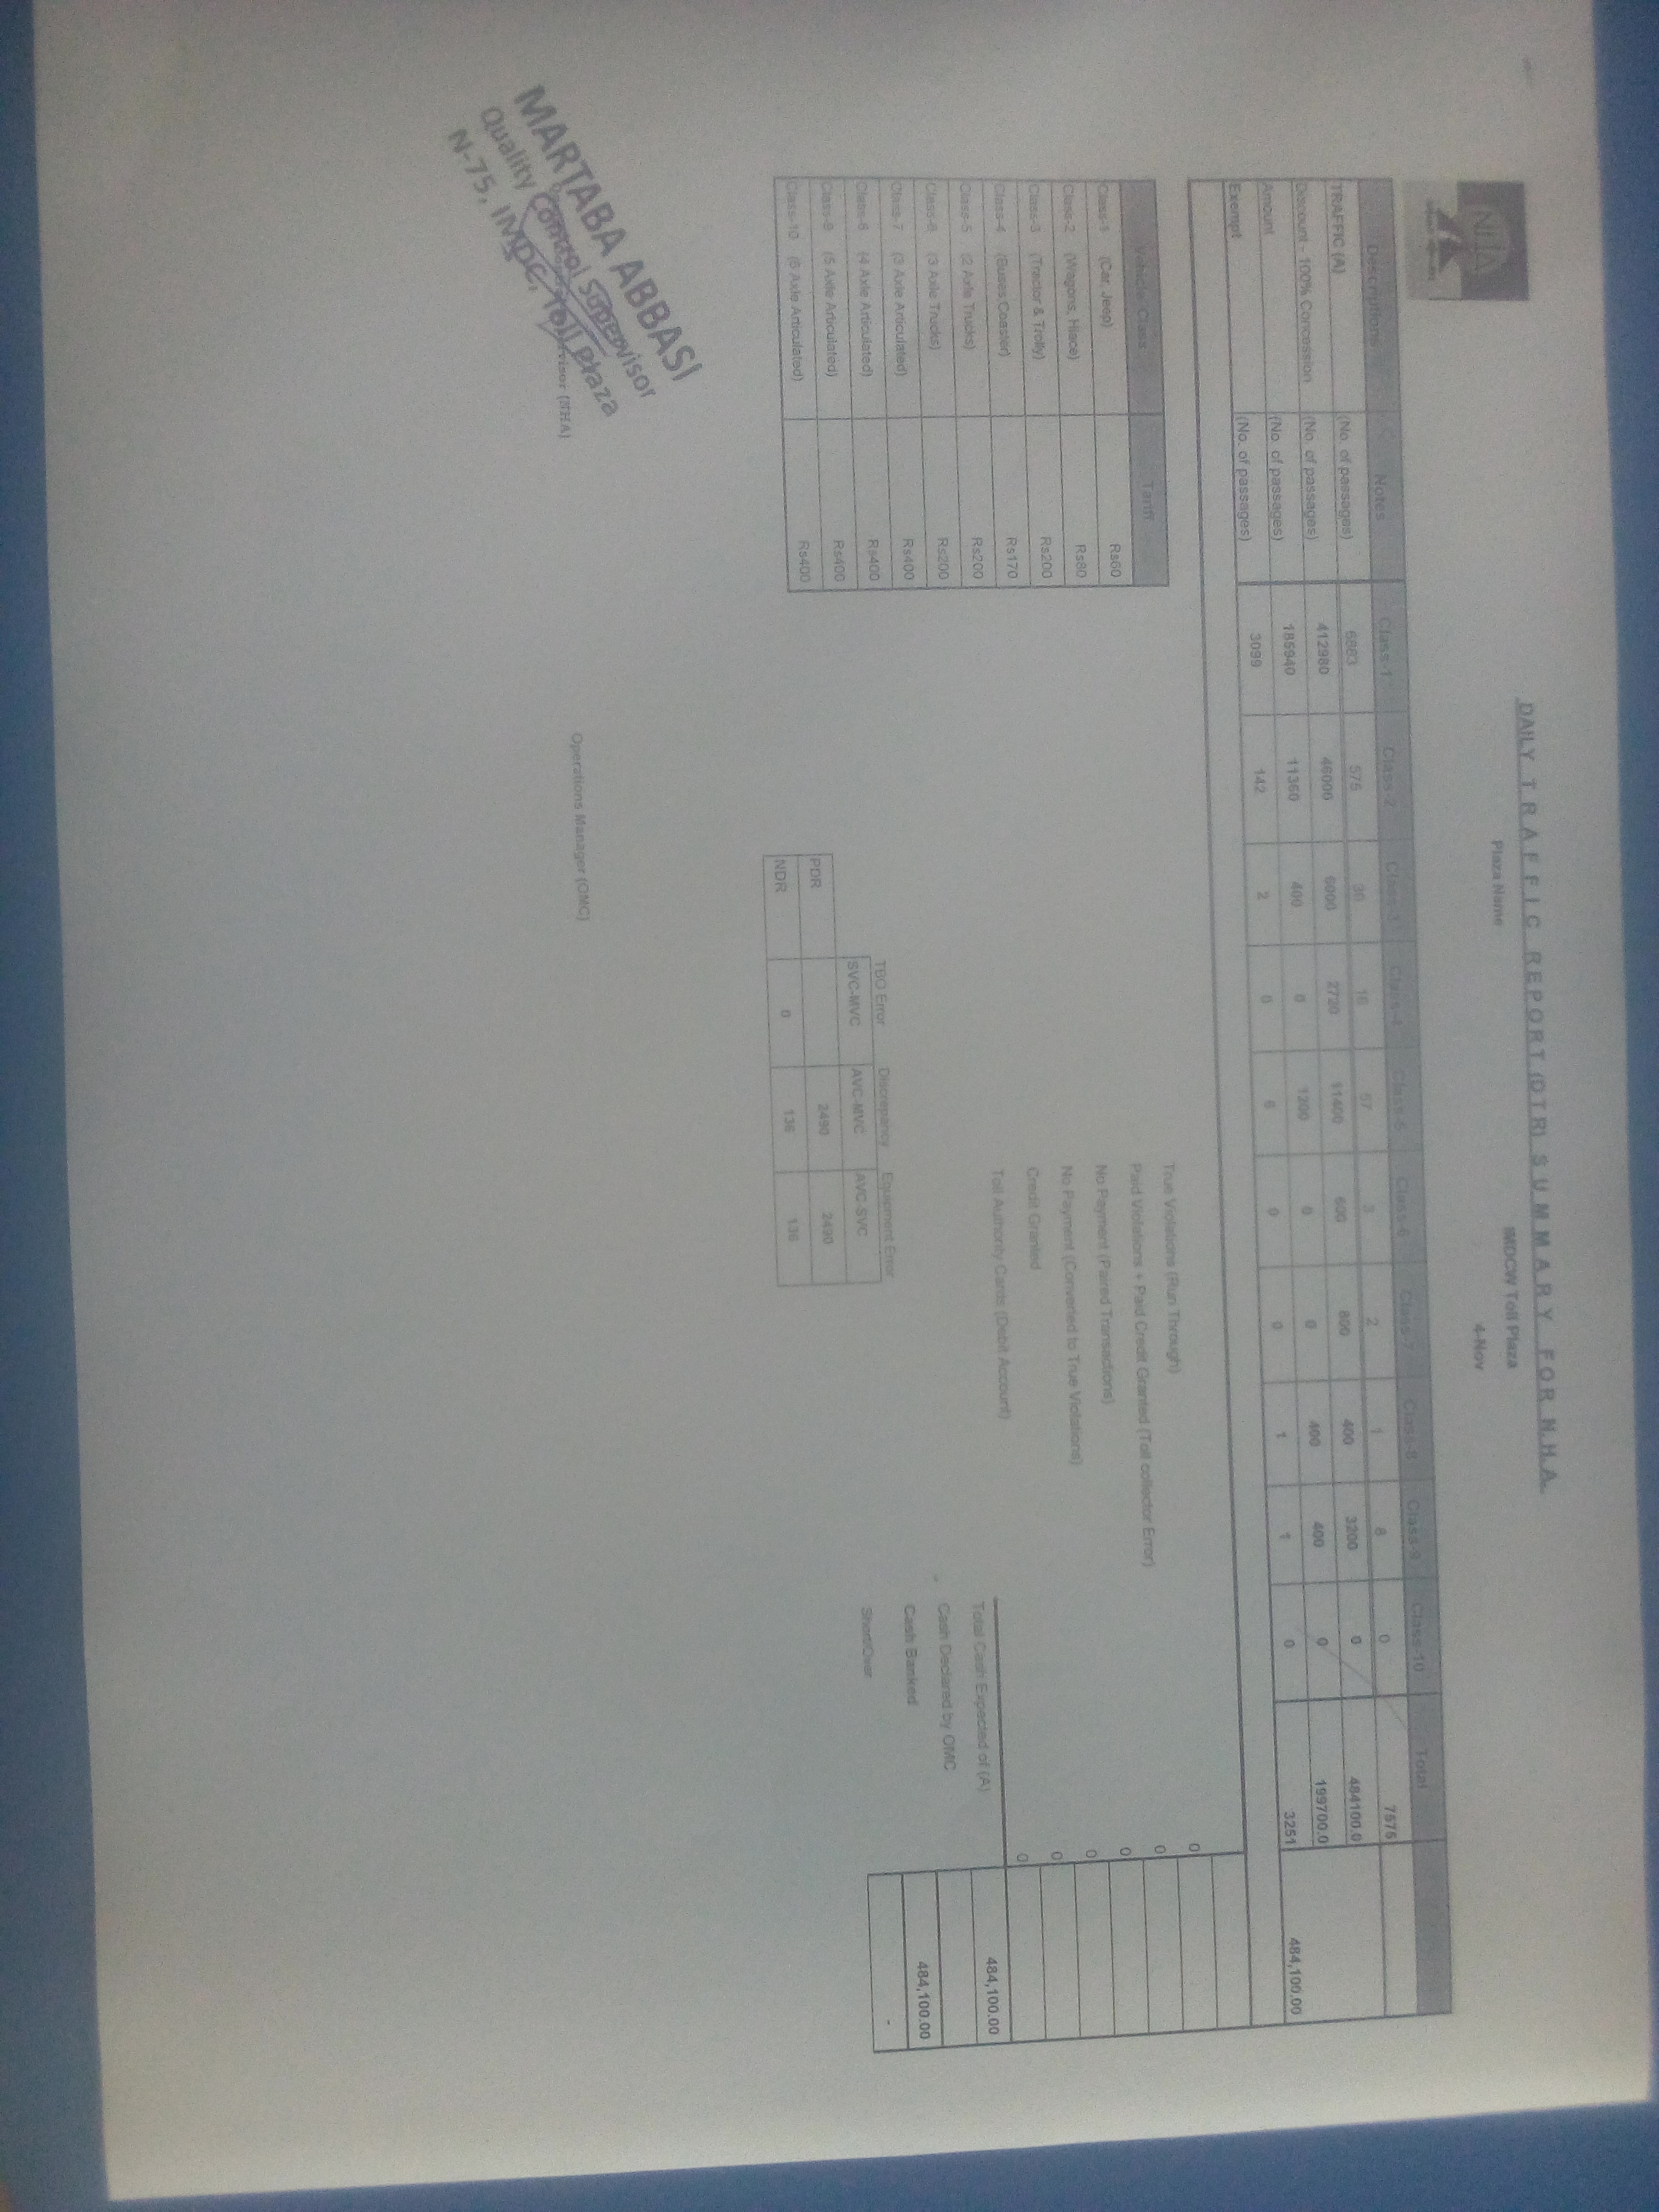 DAILY TRAFFIC REPORT (DTR) SUMMARY FOR N.H.A.
NHA
Plaza Name IMDCW Toll Plaza
4-Nov
Descriptions Notes Class-1 Class-2 Class-3 Class-4 Class-5 Class-6 Class-7 Class-8 Class-9 Class-10 Total
TRAFFIC (A) (No. of passages) 6883 575 30 16 57 3 2 1 8 0 7575
Discount - 100% Concession (No. of passages) 412980 46000 6000 2720 11400 600 800 400 3200 0 484100.0
Amount (No. of passages) 185940 11360 400 0 1200 0 0 400 400 0 199700.0 484,100.00
Exempt (No. of passages) 3099 142 2 0 6 0 0 1 1 0 3251
Vehicle Class Tariff
Class-1 (Car, Jeep) Rs60
Class-2 (Wagons, Hiace) Rs80
Class-3 (Tractor & Trolly) Rs200
Class-4 (Buses/Coaster) Rs170
Class-5 (2 Axle Trucks) Rs200
Class-6 (3 Axle Trucks) Rs200
Class-7 (3 Axle Articulated) Rs400
Class-8 (4 Axle Articulated) Rs400
Class-9 (5 Axle Articulated) Rs400
Class-10 (6 Axle Articulated) Rs400
True Violations (Run Through) 0
Paid Violations + Paid Credit Granted (Toll collector Error) 0
No Payment (Paired Transactions) 0
No Payment (Converted to True Violations) 0
Credit Granted 0
Toll Authority Cards (Debit Account) 0
Total Cash Expected of (A) 484,100.00
Cash Declared by OMC
Cash Banked 484,100.00
Short/Over -
TBO Error Discrepancy Equipment Error
SVC-MVC AVC-MVC AVC-SVC
PDR 2490 2490
NDR 0 136 136
Operations Manager (OMC)
visor (NHA)
MARTABA ABBASI
Quality Control Supervisor
N-75, IMDC, Toll Plaza